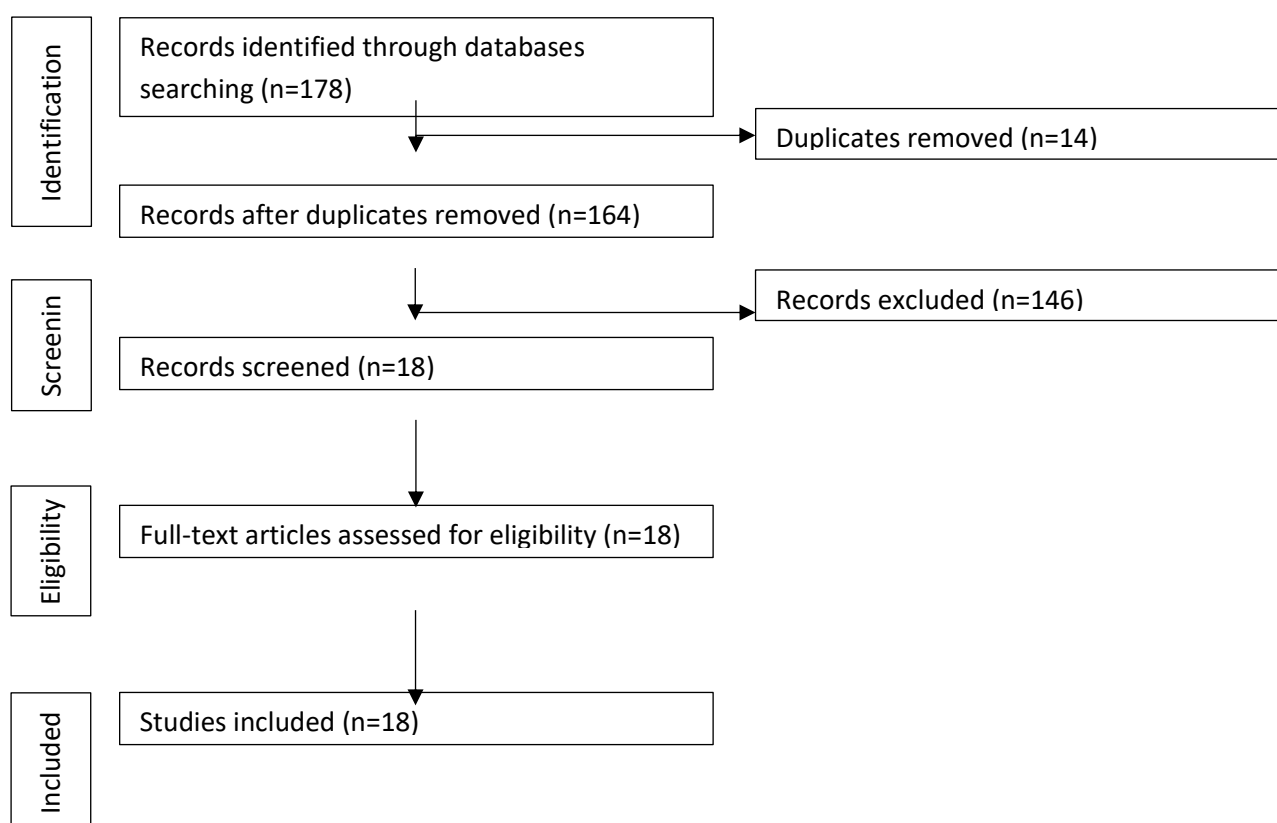 Identification
Records identified through databases
searching (n=178)
Duplicates removed (n=14)
Records after duplicates removed (n=164)
Screenin
Records excluded (n=146)
Records screened (n=18)
Eligibility
Full-text articles assessed for eligibility (n=18)
Included
Studies included (n=18)